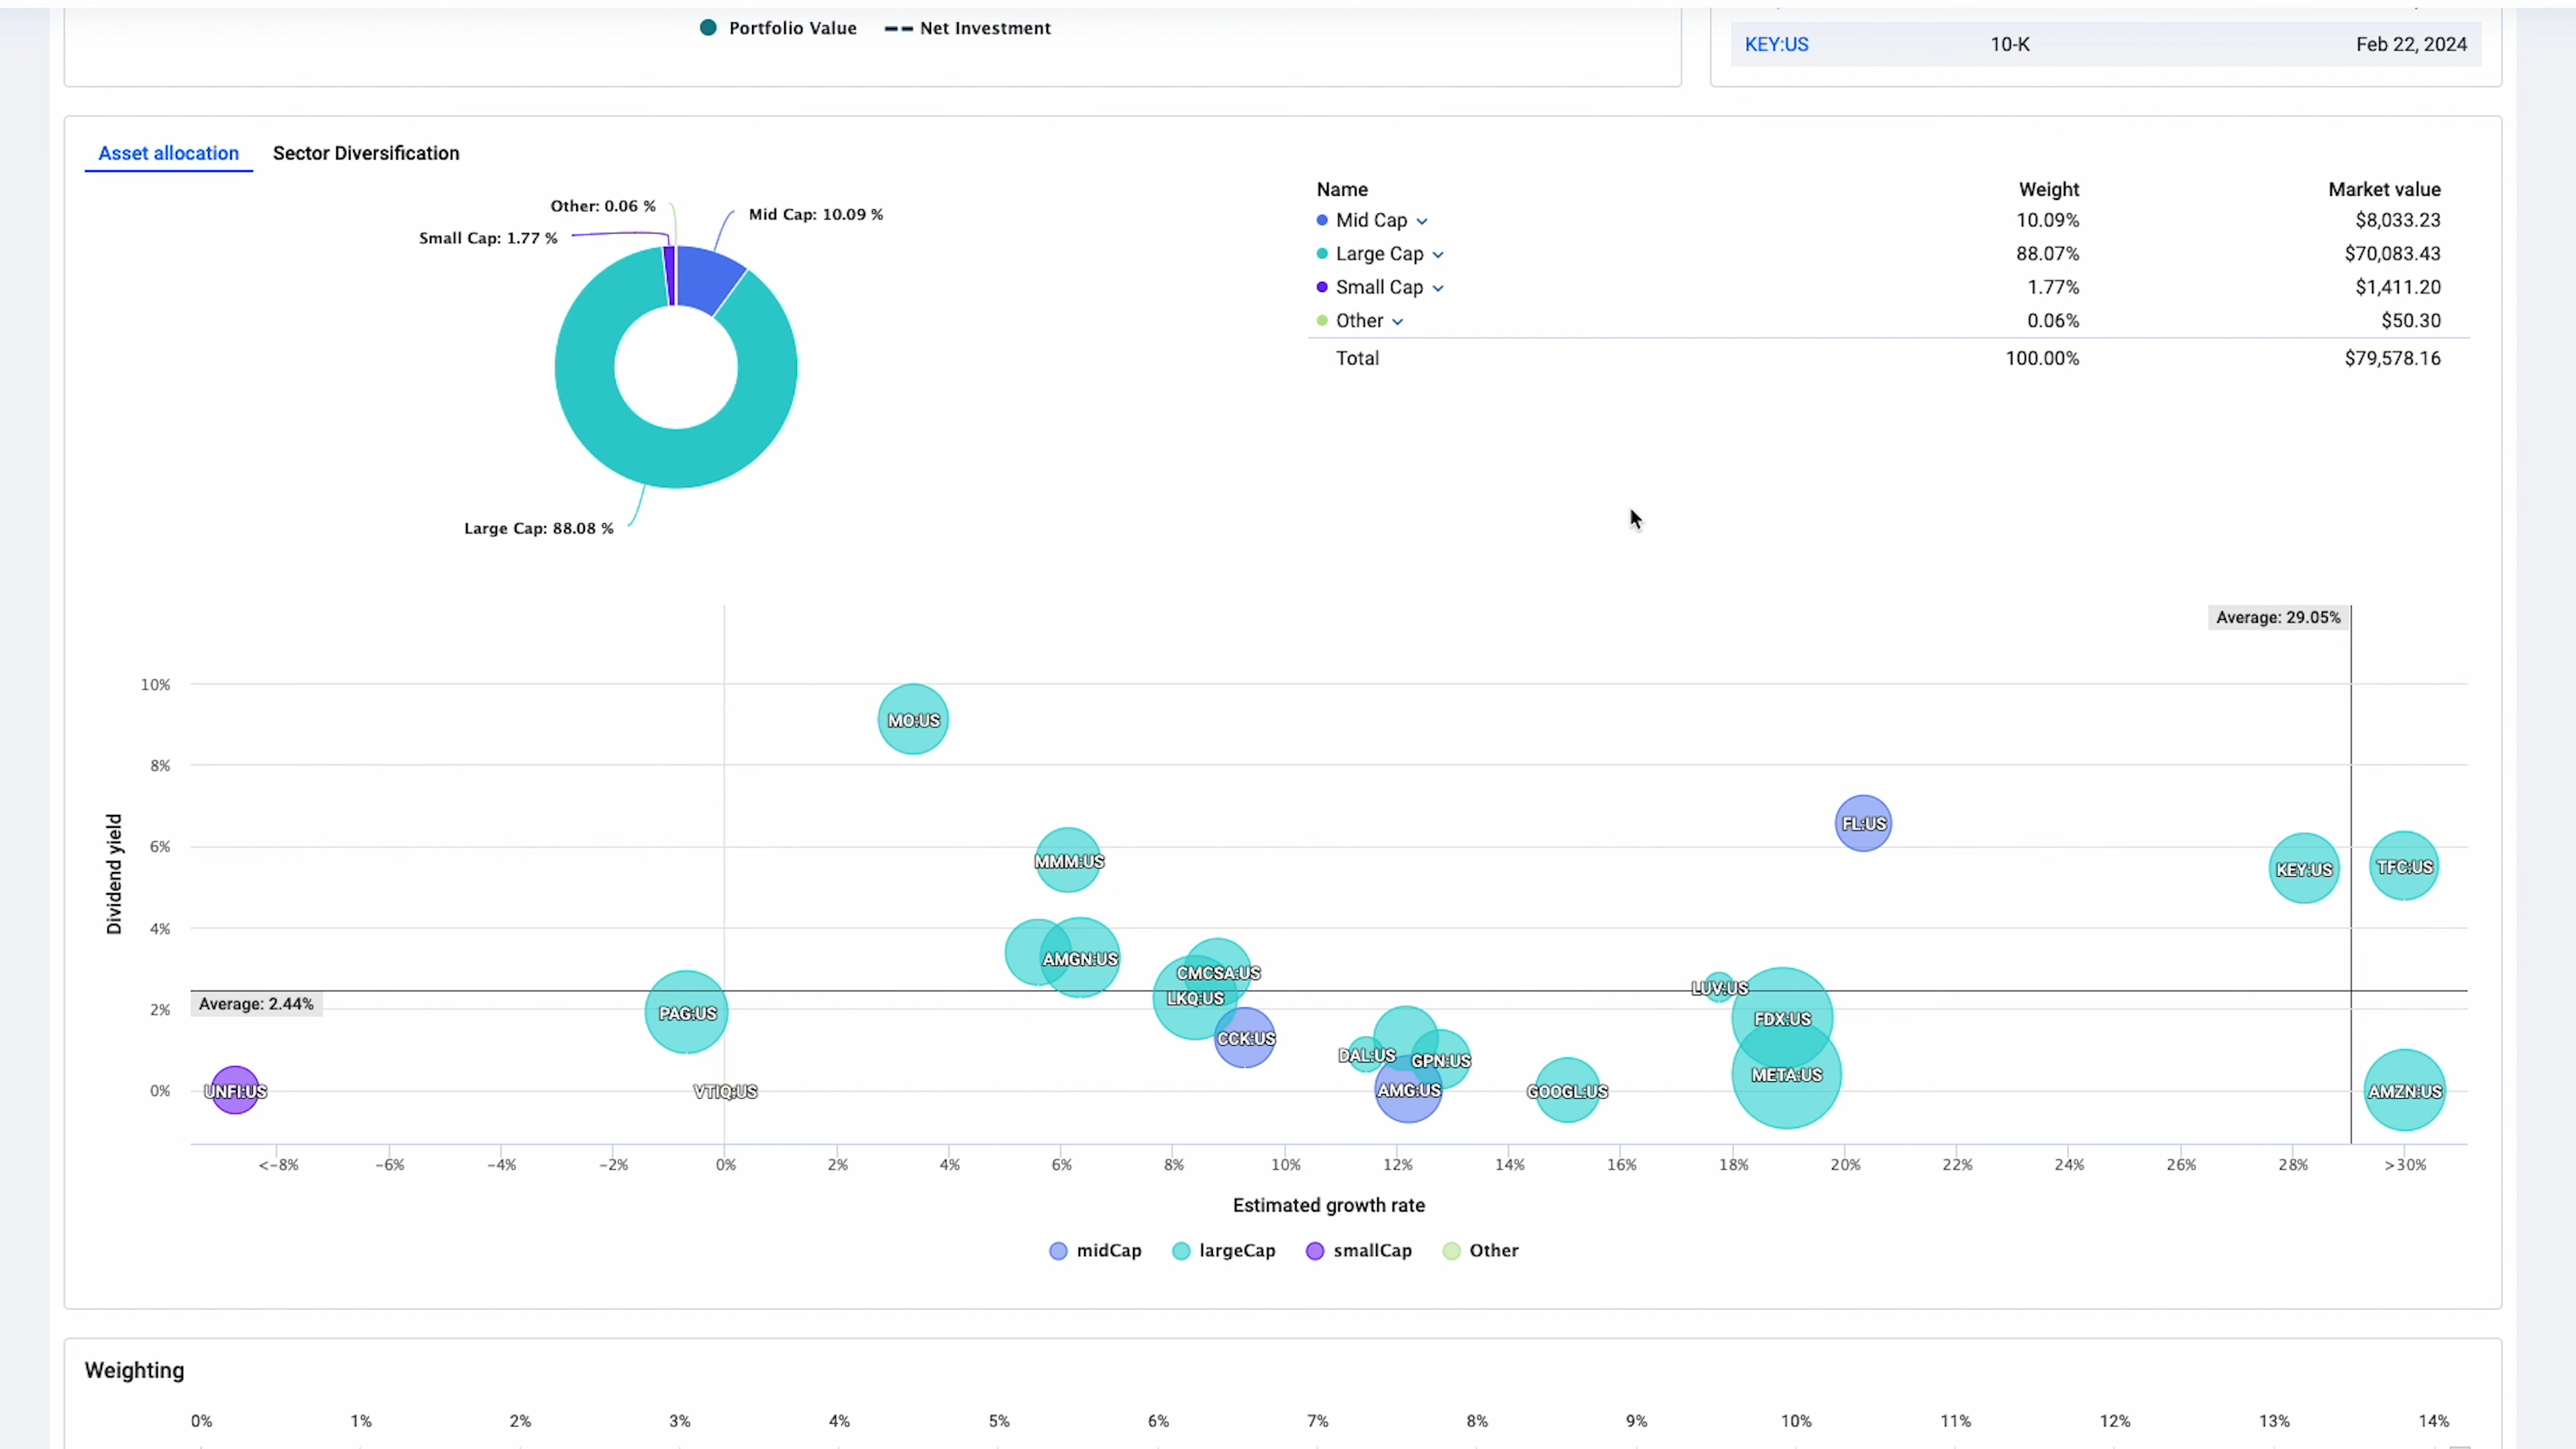 Portfolio Value Net Investment
KEY:US 10-K Feb 22, 2024
Asset allocation Sector Diversification
Name Weight Market value
Mid Cap 10.09% $8,033.23
Large Cap 88.07% $70,083.43
Small Cap 1.77% $1,411.20
Other 0.06% $50.30
Total 100.00% $79,578.16
Other: 0.06 %
Mid Cap: 10.09 %
Small Cap: 1.77 %
Large Cap: 88.08 %
Average: 29.05%
10%
8%
6%
4%
2%
0%
Dividend yield
Average: 2.44%
MO:US
FL:US
MMM:US
KEY:US
TFC:US
AMGN:US
CMCSA:US
LKQ:US
LUV:US
PAG:US
FDX:US
CCK:US
DAL:US
GPN:US
META:US
UNFI:US
VTIQ:US
AMG:US
GOOGL:US
AMZN:US
<-8% -6% -4% -2% 0% 2% 4% 6% 8% 10% 12% 14% 16% 18% 20% 22% 24% 26% 28% >30%
Estimated growth rate
midCap largeCap smallCap Other
Weighting
0% 1% 2% 3% 4% 5% 6% 7% 8% 9% 10% 11% 12% 13% 14%